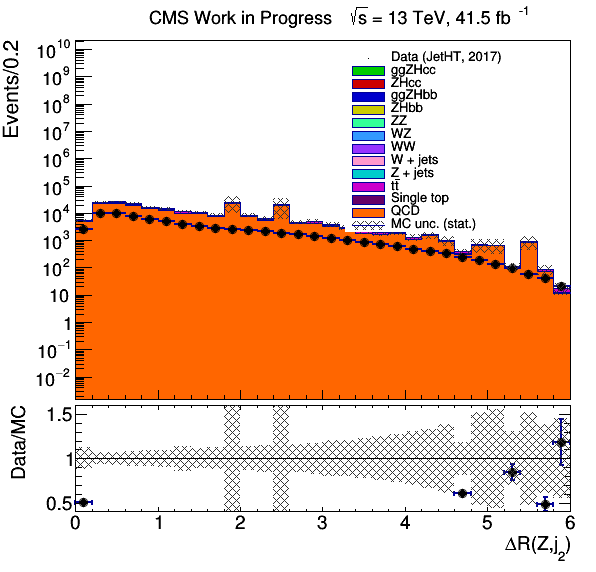 CMS Work in Progress √s = 13 TeV, 41.5 fb⁻¹
Events/0.2
10¹⁰
10⁹
10⁸
10⁷
10⁶
10⁵
10⁴
10³
10²
10
1
10⁻¹
10⁻²
Data (JetHT, 2017)
ggZHcc
ZHcc
ggZHbb
ZHbb
ZZ
WZ
WW
W + jets
Z + jets
tt̅
Single top
QCD
MC unc. (stat.)
Data/MC
1.5
1
0.5
0 1 2 3 4 5 6
ΔR(Z,j₂)